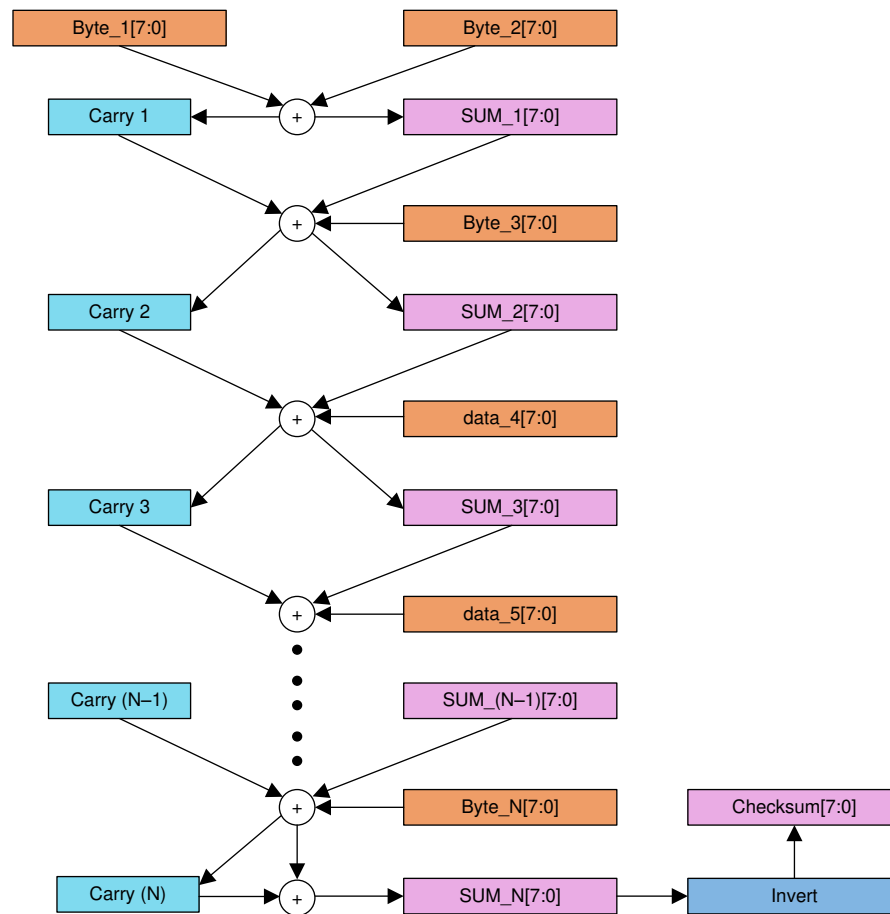 Byte_1[7:0]
Byte_2[7:0]
Carry 1
+
SUM_1[7:0]
+
Byte_3[7:0]
Carry 2
SUM_2[7:0]
+
data_4[7:0]
Carry 3
SUM_3[7:0]
+
data_5[7:0]
Carry (N–1)
SUM_(N–1)[7:0]
+
Byte_N[7:0]
Checksum[7:0]
Carry (N)
+
SUM_N[7:0]
Invert